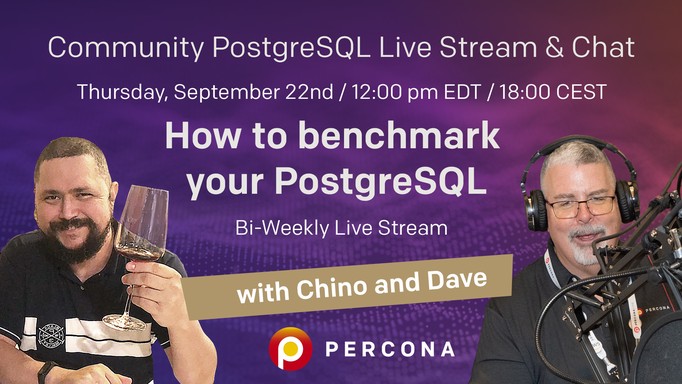 Community PostgreSQL Live Stream & Chat
Thursday, September 22nd / 12:00 pm EDT / 18:00 CEST
How to benchmark
your PostgreSQL
Bi-Weekly Live Stream
with Chino and Dave
PERCONA
PERCONA